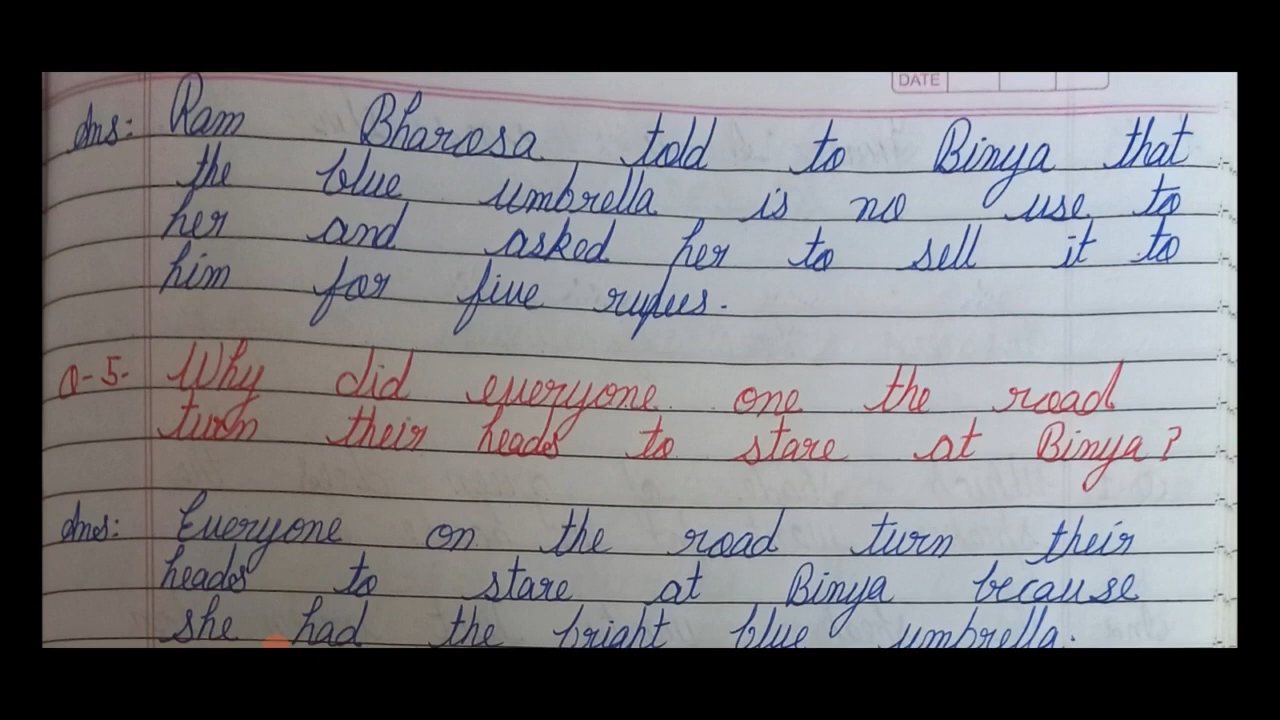 DATE
Ans: Ram Bharosa told to Binya that
the blue umbrella is no use to
her and asked her to sell it to
him for five rupees.
Q-5- Why did everyone one the road
turn their heads to stare at Binya?
Ans: Everyone on the road turn their
heads to stare at Binya because
she had the bright blue umbrella.